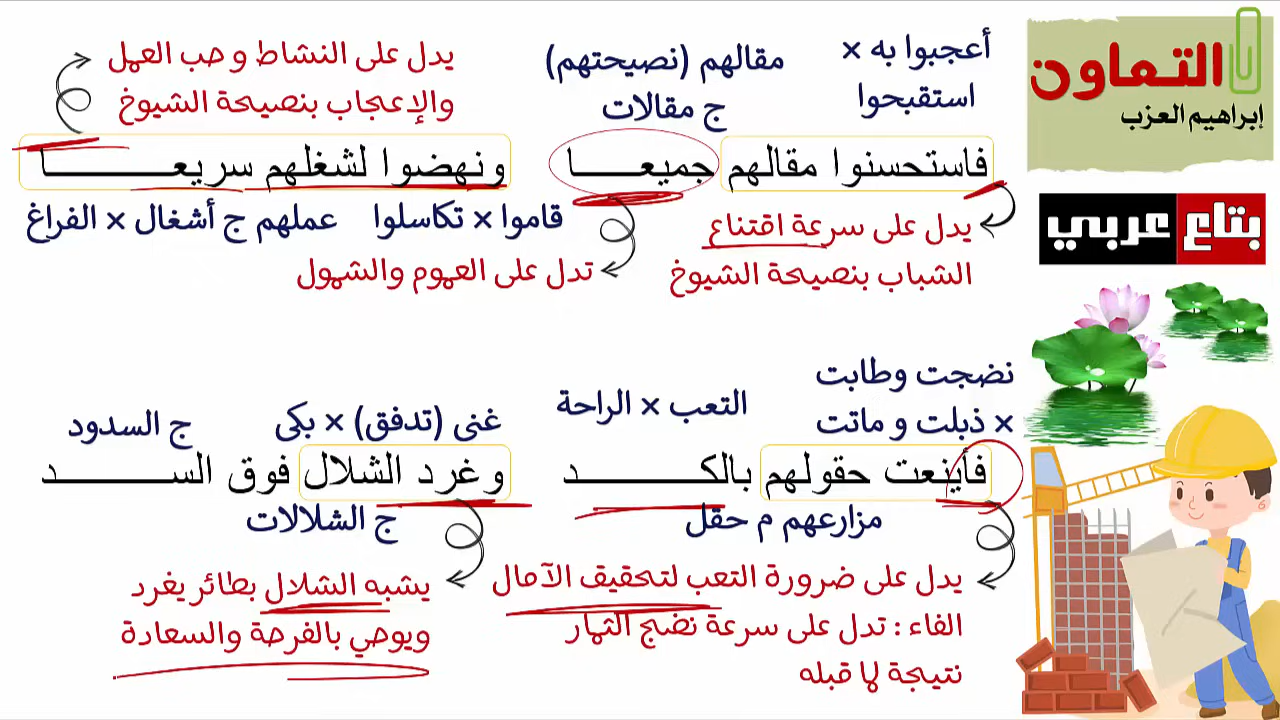 التعاون
إبراهيم العزب
بتاع عربي
أعجبوا به × استقبحوا
مقالهم (نصيحتهم)
ج مقالات
يدل على النشاط و حب العمل
والإعجاب بنصيحة الشيوخ
فاستحسنوا مقالهم جميعـــا ونهضوا لشغلهم سريعـــــــــا
قاموا × تكاسلوا
عملهم ج أشغال × الفراغ
يدل على سرعة اقتناع
الشباب بنصيحة الشيوخ
تدل على العموم والشمول
نضجت وطابت
× ذبلت و ماتت
التعب × الراحة
غنى (تدفق) × بكى
ج السدود
فأينعت حقولهم بالكـــــــــد وغرد الشلال فوق الســــــــد
مزارعهم م حقل
ج الشلالات
يدل على ضرورة التعب لتحقيق الآمال
الفاء : تدل على سرعة نضج الثمار
نتيجة لما قبله
يشبه الشلال بطائر يغرد
ويوحي بالفرحة والسعادة